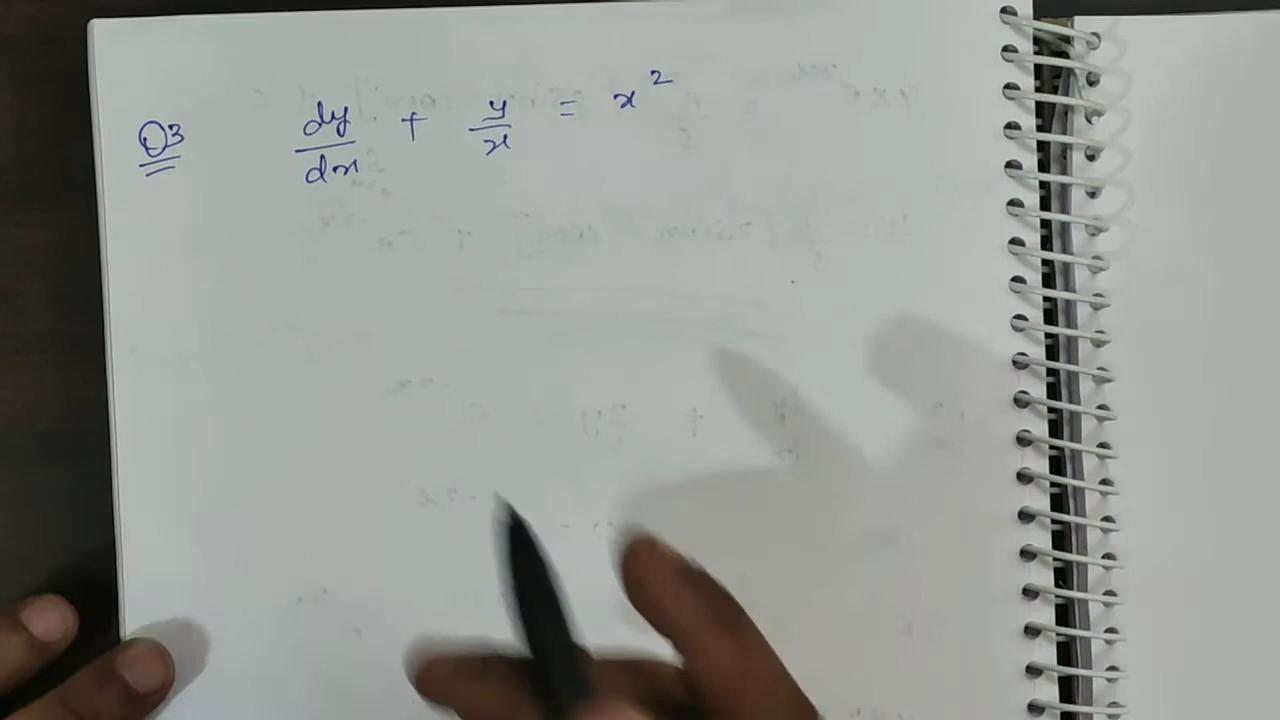 Q3 dy/dx + y/x = x²